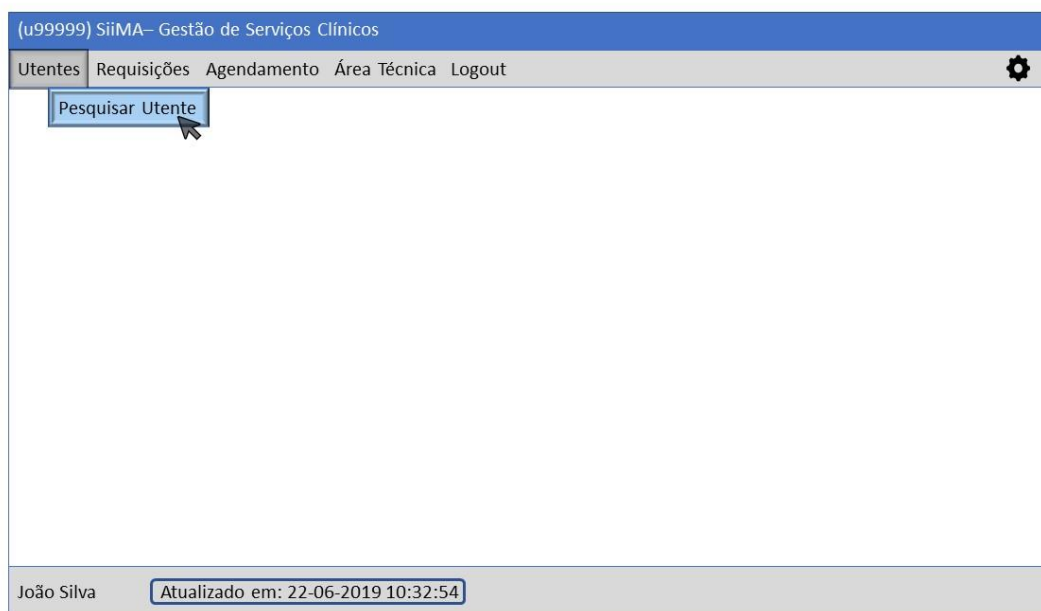 (u99999) SiiMA– Gestão de Serviços Clínicos
Utentes Requisições Agendamento Área Técnica Logout
Pesquisar Utente
João Silva Atualizado em: 22-06-2019 10:32:54